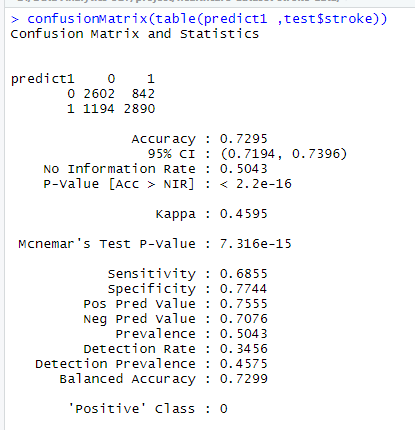 > confusionMatrix(table(predict1 ,test$stroke))
Confusion Matrix and Statistics
predict1 0 1
0 2602 842
1 1194 2890
Accuracy : 0.7295
95% CI : (0.7194, 0.7396)
No Information Rate : 0.5043
P-Value [Acc > NIR] : < 2.2e-16
Kappa : 0.4595
Mcnemar's Test P-Value : 7.316e-15
Sensitivity : 0.6855
Specificity : 0.7744
Pos Pred Value : 0.7555
Neg Pred Value : 0.7076
Prevalence : 0.5043
Detection Rate : 0.3456
Detection Prevalence : 0.4575
Balanced Accuracy : 0.7299
'Positive' Class : 0